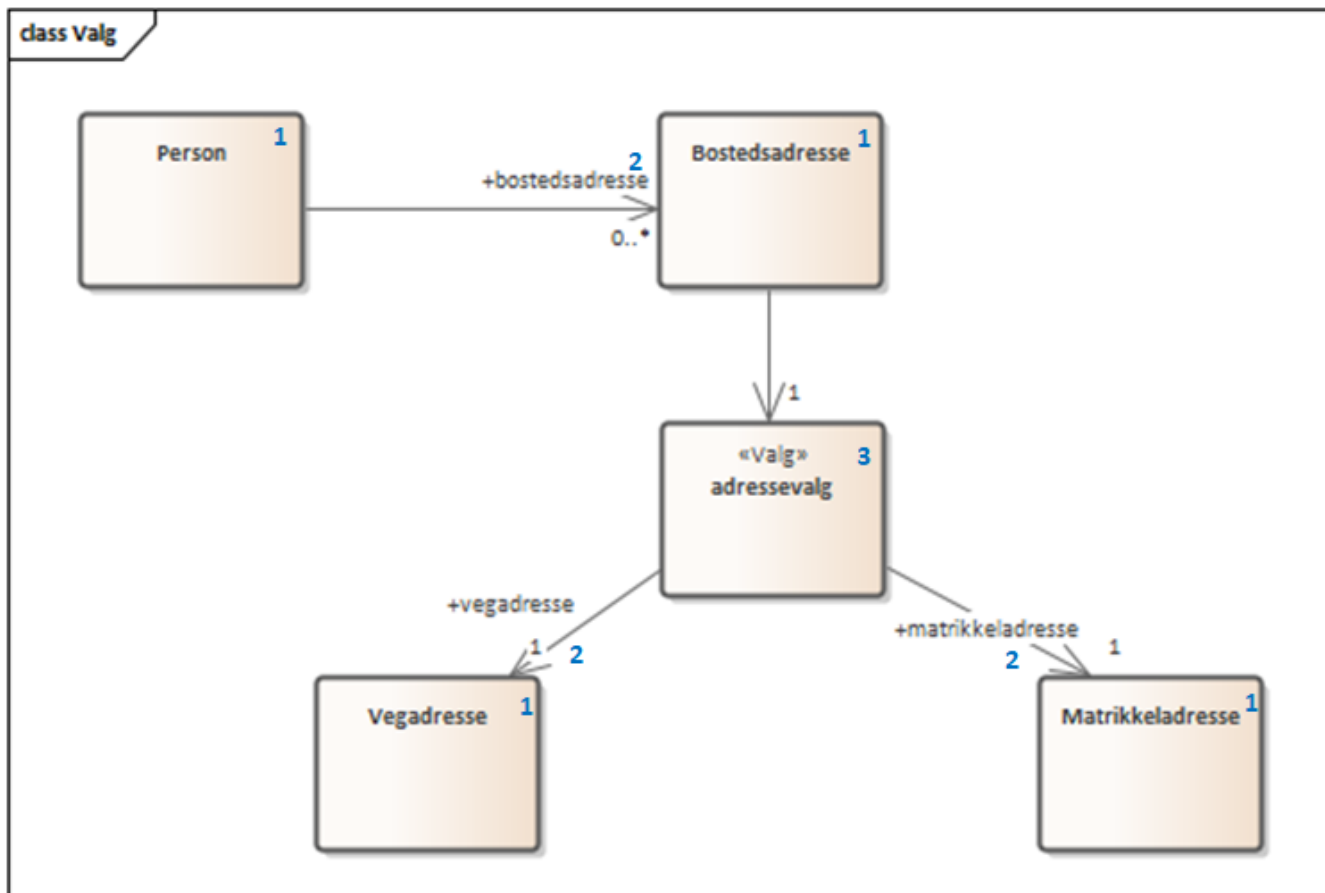 class Valg
Person 1
Bostedsadresse 1
2
+bostedsadresse
0..*
1
«Valg» 3
adressevalg
+vegadresse
1 2
+matrikkeladresse
2 1
Vegadresse 1
Matrikkeladresse 1